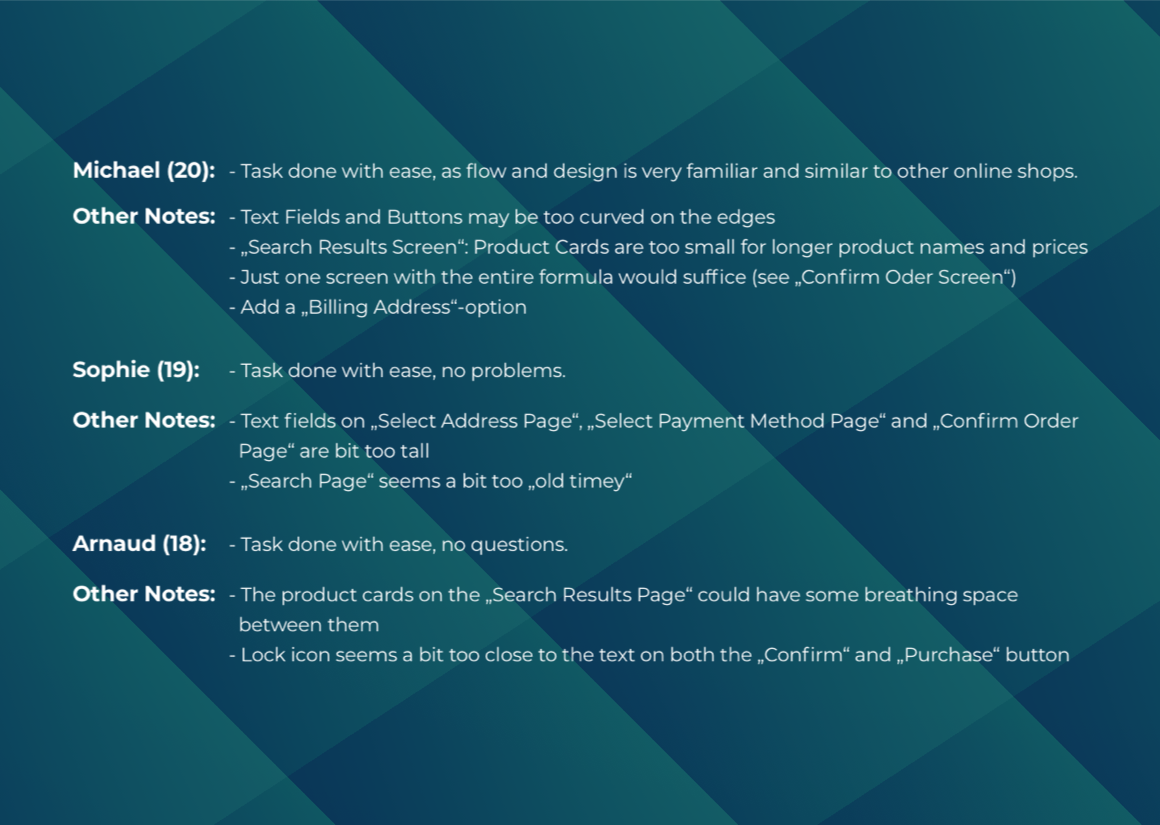 Michael (20): - Task done with ease, as flow and design is very familiar and similar to other online shops.
Other Notes: - Text Fields and Buttons may be too curved on the edges
- „Search Results Screen“: Product Cards are too small for longer product names and prices
- Just one screen with the entire formula would suffice (see „Confirm Oder Screen“)
- Add a „Billing Address“-option
Sophie (19): - Task done with ease, no problems.
Other Notes: - Text fields on „Select Address Page“, „Select Payment Method Page“ and „Confirm Order
Page“ are bit too tall
- „Search Page“ seems a bit too „old timey“
Arnaud (18): - Task done with ease, no questions.
Other Notes: - The product cards on the „Search Results Page“ could have some breathing space
between them
- Lock icon seems a bit too close to the text on both the „Confirm“ and „Purchase“ button